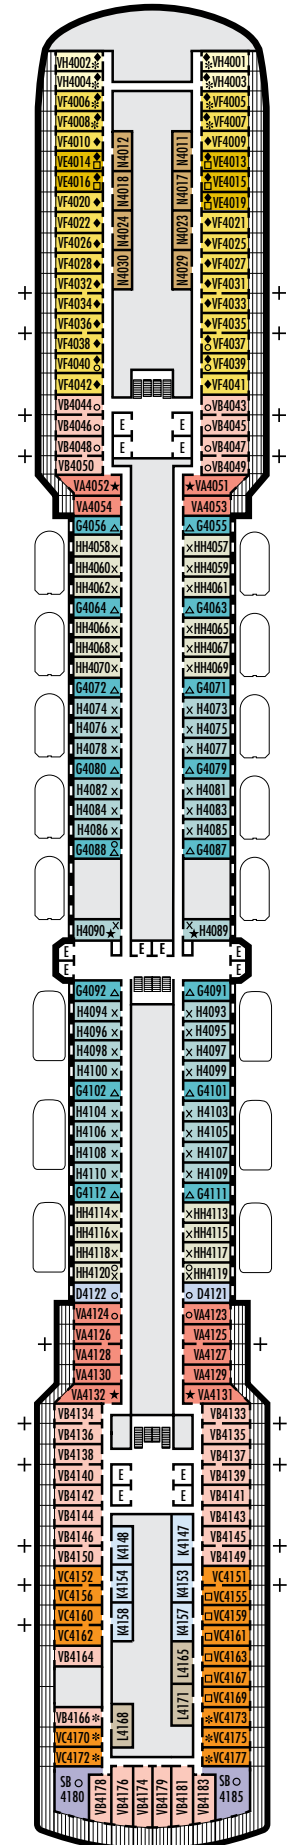 VH4002 VH4001
VH4004 VH4003
VF4006 VF4005
VF4008 VF4007
VF4010 N4012 N4011 VF4009
VE4014 VE4013
VE4016 N4018 N4017 VE4015
VF4020 VE4019
VF4022 N4024 N4023 VF4021
VF4026 VF4025
VF4028 N4030 N4029 VF4027
VF4032 VF4031
VF4034 VF4033
VF4036 VF4035
VF4038 VF4037
VF4040 VF4039
VF4042 VF4041
VB4044 VB4043
VB4046 E E VB4045
VB4048 E E VB4047
VB4050 VB4049
VA4052 VA4051
VA4054 VA4053
G4056 G4055
HH4058 HH4057
HH4060 HH4059
HH4062 HH4061
G4064 G4063
HH4066 HH4065
HH4068 HH4067
HH4070 HH4069
G4072 G4071
H4074 H4073
H4076 H4075
H4078 H4077
G4080 G4079
H4082 H4081
H4084 H4083
H4086 H4085
G4088 G4087
H4090 H4089
E E E E
E E
G4092 G4091
H4094 H4093
H4096 H4095
H4098 H4097
H4100 H4099
G4102 G4101
H4104 H4103
H4106 H4105
H4108 H4107
H4110 H4109
G4112 G4111
HH4114 HH4113
HH4116 HH4115
HH4118 HH4117
HH4120 HH4119
D4122 D4121
VA4124 VA4123
VA4126 VA4125
VA4128 VA4127
VA4130 VA4129
VA4132 VA4131
VB4134 VB4133
VB4136 VB4135
VB4138 VB4137
VB4140 E E VB4139
VB4142 E E VB4141
VB4144 VB4143
VB4146 K4148 K4147 VB4145
VB4150 VB4149
VC4152 K4154 K4153 VC4151
VC4156 VC4155
VC4160 K4158 K4157 VC4159
VC4162 VC4161
VB4164 L4165 VC4163
VC4167
L4171 VC4169
VB4166 L4168 VC4173
VC4170 VC4175
VC4172 VC4177
SB 4180 VB4178 VB4176 VB4174 VB4179 VB4181 VB4183 SB 4185